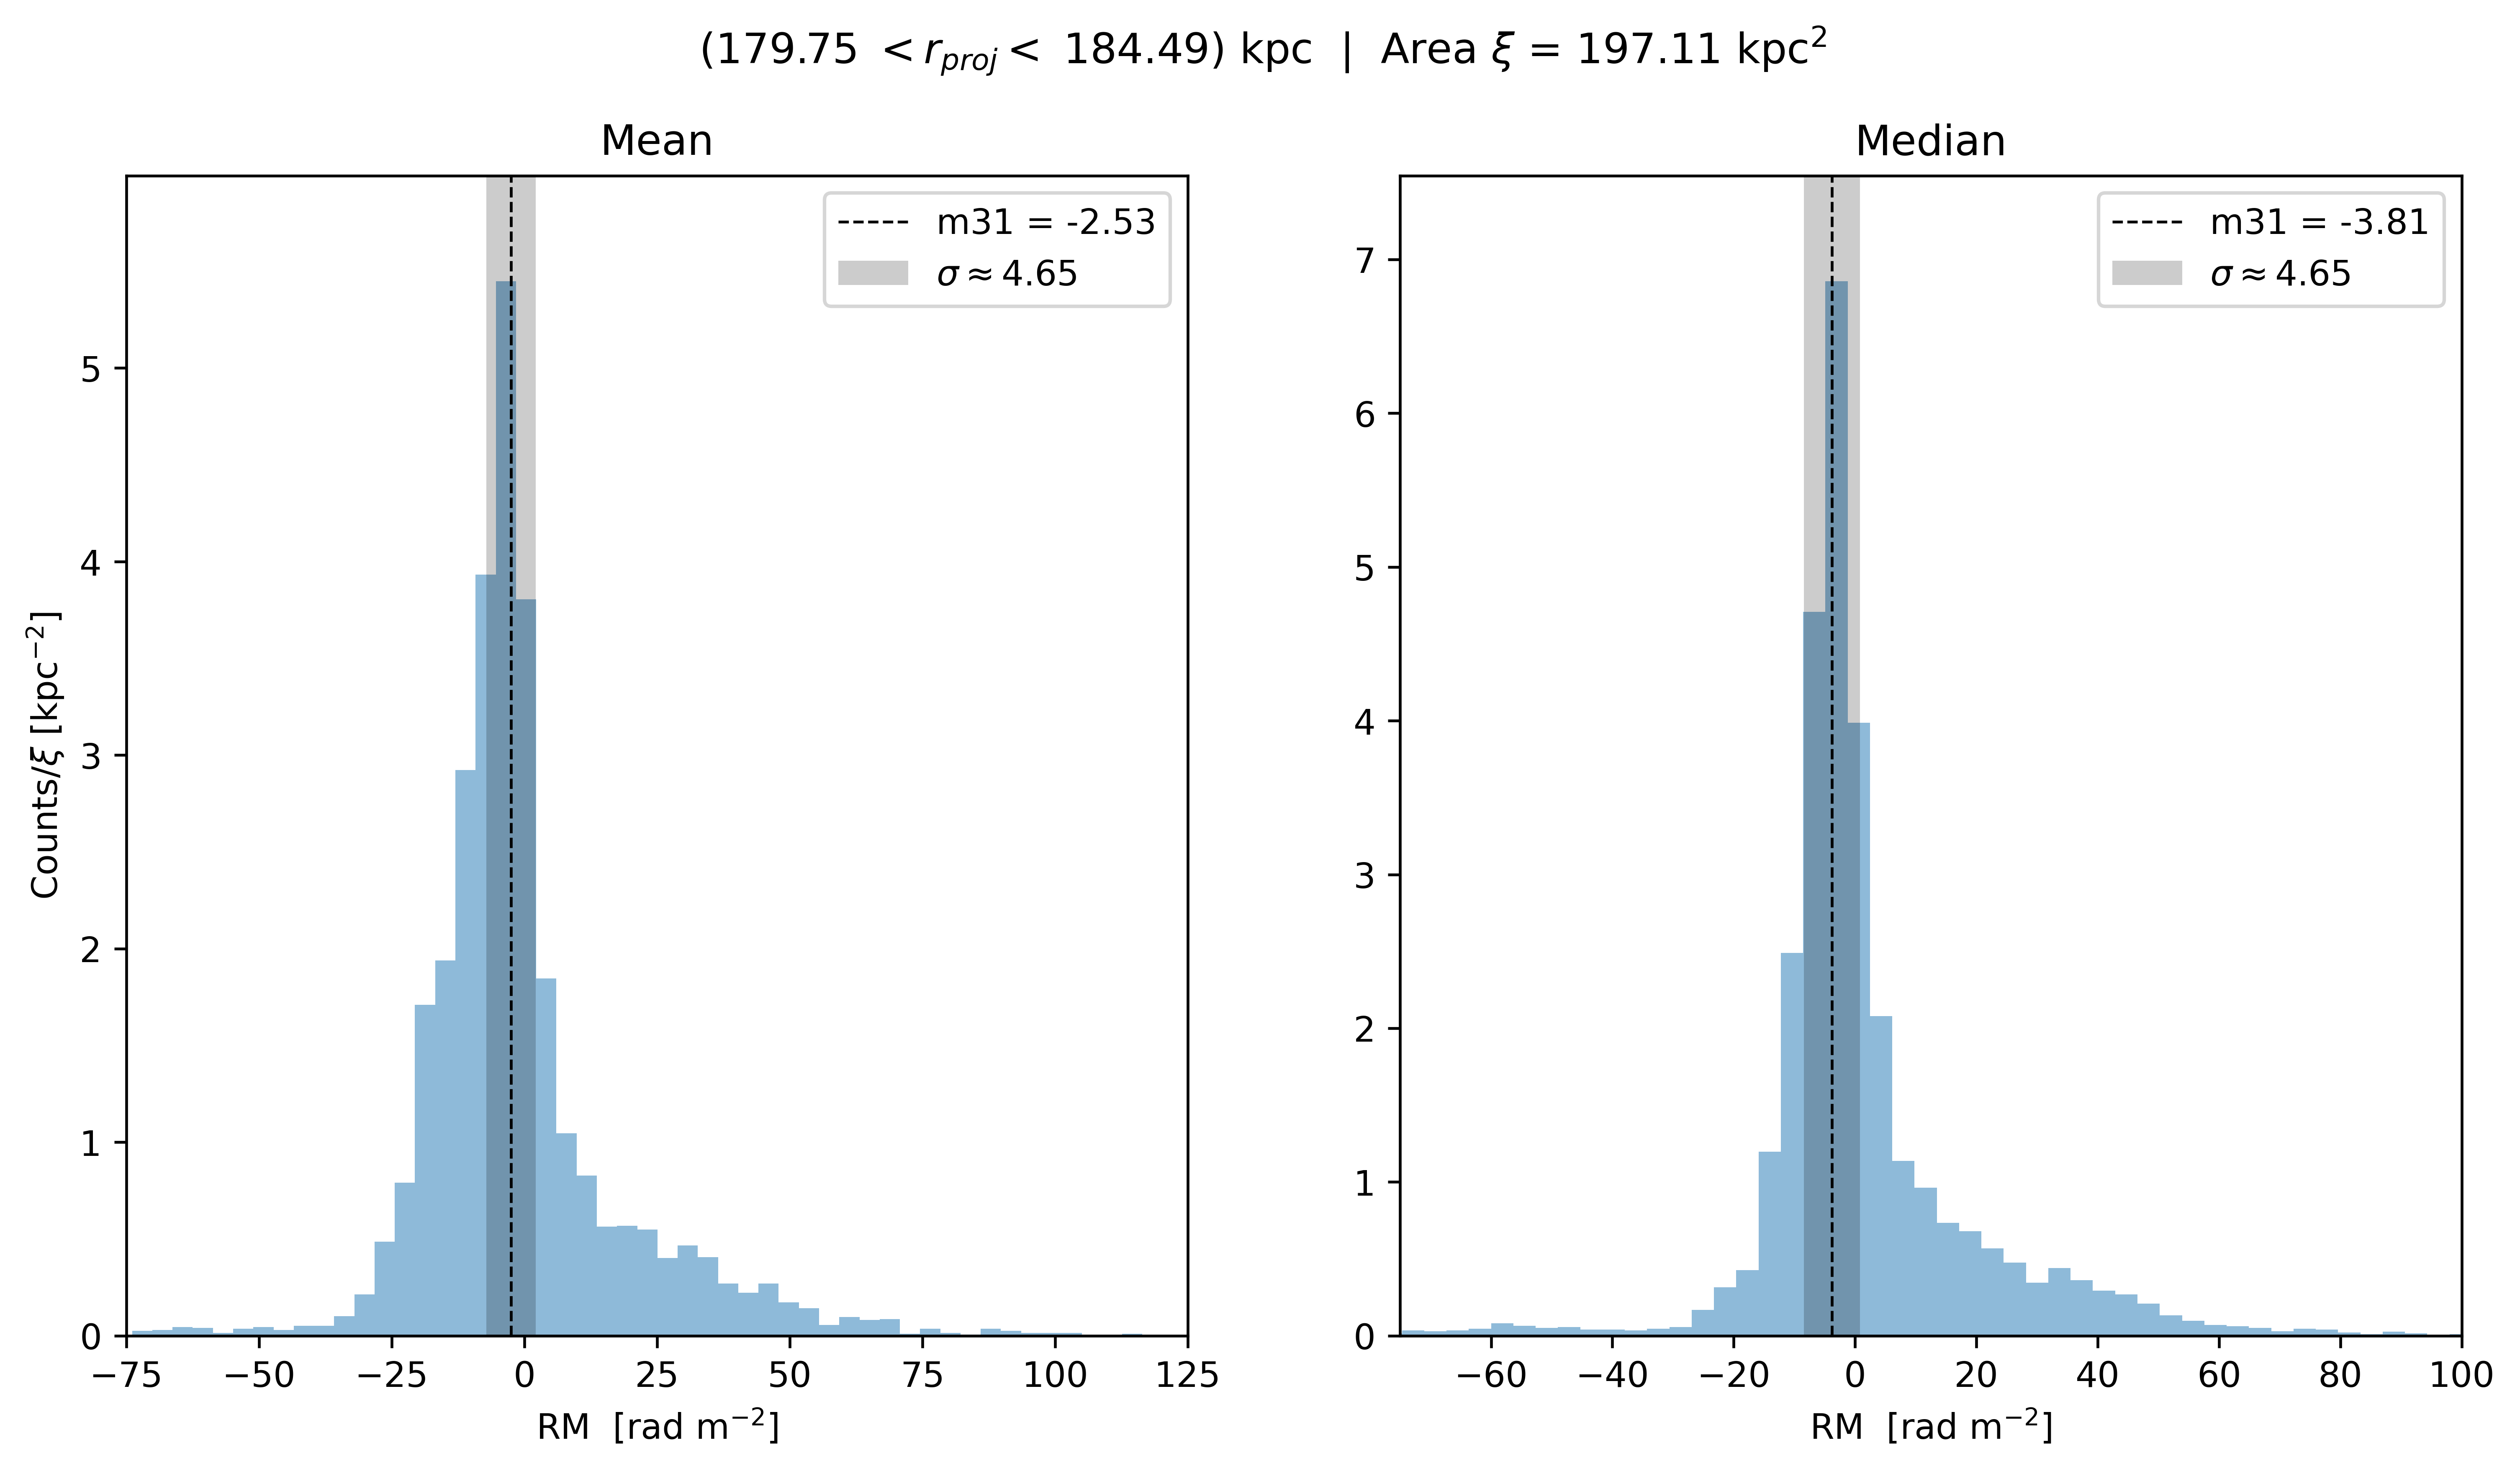 (179.75 < r_proj < 184.49) kpc | Area ξ = 197.11 kpc²
Mean
m31 = -2.53
σ ≈ 4.65
Counts/ξ [kpc⁻²]
5
4
3
2
1
0
−75 −50 −25 0 25 50 75 100 125
RM [rad m⁻²]
Median
m31 = -3.81
σ ≈ 4.65
7
6
5
4
3
2
1
0
−60 −40 −20 0 20 40 60 80 100
RM [rad m⁻²]